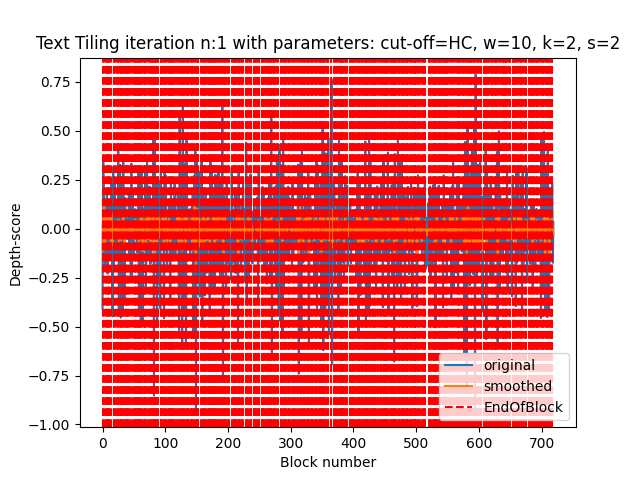 Text Tiling iteration n:1 with parameters: cut-off=HC, w=10, k=2, s=2
0.75
0.50
0.25
0.00
−0.25
−0.50
−0.75
−1.00
Depth-score
original
smoothed
EndOfBlock
0 100 200 300 400 500 600 700
Block number